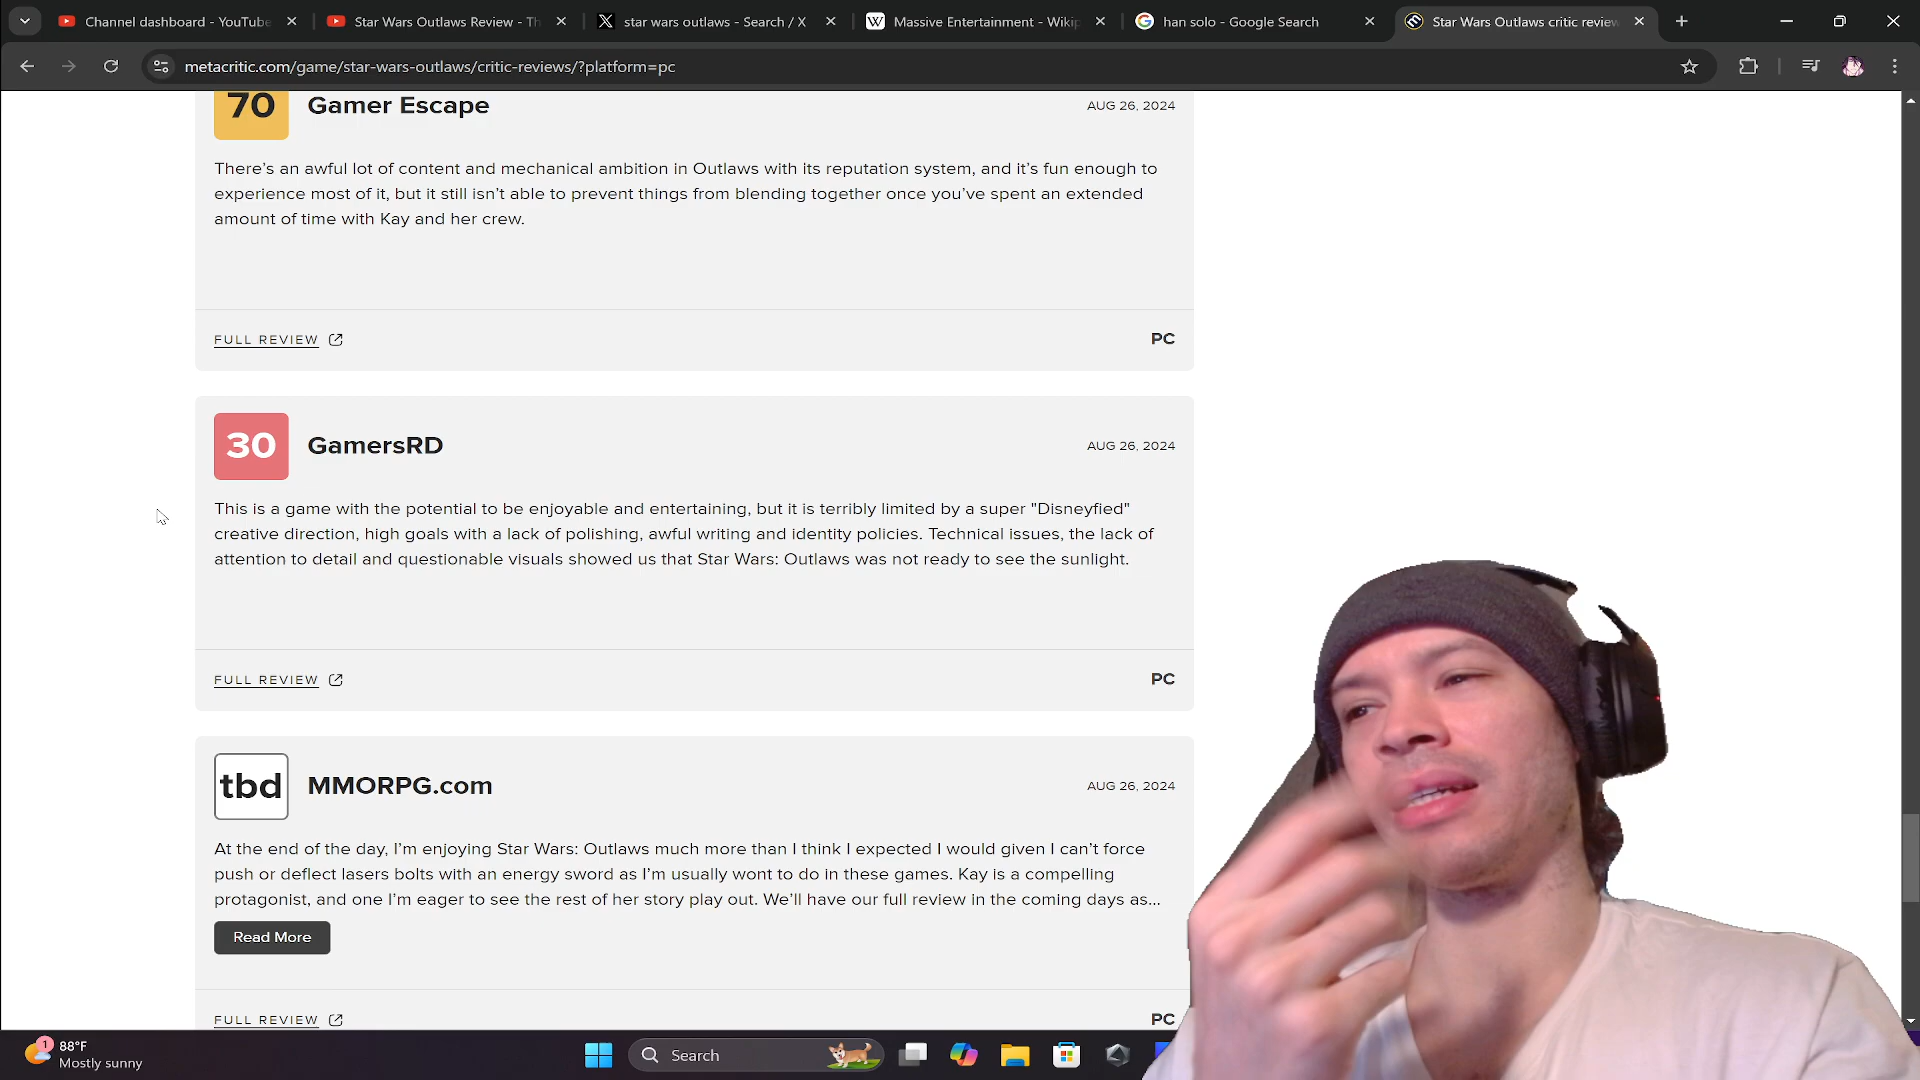 Channel dashboard - YouTube
Star Wars Outlaws Review - Th
star wars outlaws - Search / X
Massive Entertainment - Wikip
han solo - Google Search
Star Wars Outlaws critic review
metacritic.com/game/star-wars-outlaws/critic-reviews/?platform=pc
70 Gamer Escape AUG 26, 2024
There's an awful lot of content and mechanical ambition in Outlaws with its reputation system, and it's fun enough to
experience most of it, but it still isn't able to prevent things from blending together once you've spent an extended
amount of time with Kay and her crew.
FULL REVIEW PC
30 GamersRD AUG 26, 2024
This is a game with the potential to be enjoyable and entertaining, but it is terribly limited by a super "Disneyfied"
creative direction, high goals with a lack of polishing, awful writing and identity policies. Technical issues, the lack of
attention to detail and questionable visuals showed us that Star Wars: Outlaws was not ready to see the sunlight.
FULL REVIEW PC
tbd MMORPG.com AUG 26, 2024
At the end of the day, I'm enjoying Star Wars: Outlaws much more than I think I expected I would given I can't force
push or deflect lasers bolts with an energy sword as I'm usually wont to do in these games. Kay is a compelling
protagonist, and one I'm eager to see the rest of her story play out. We'll have our full review in the coming days as...
Read More
FULL REVIEW PC
1 88°F
Mostly sunny
Search